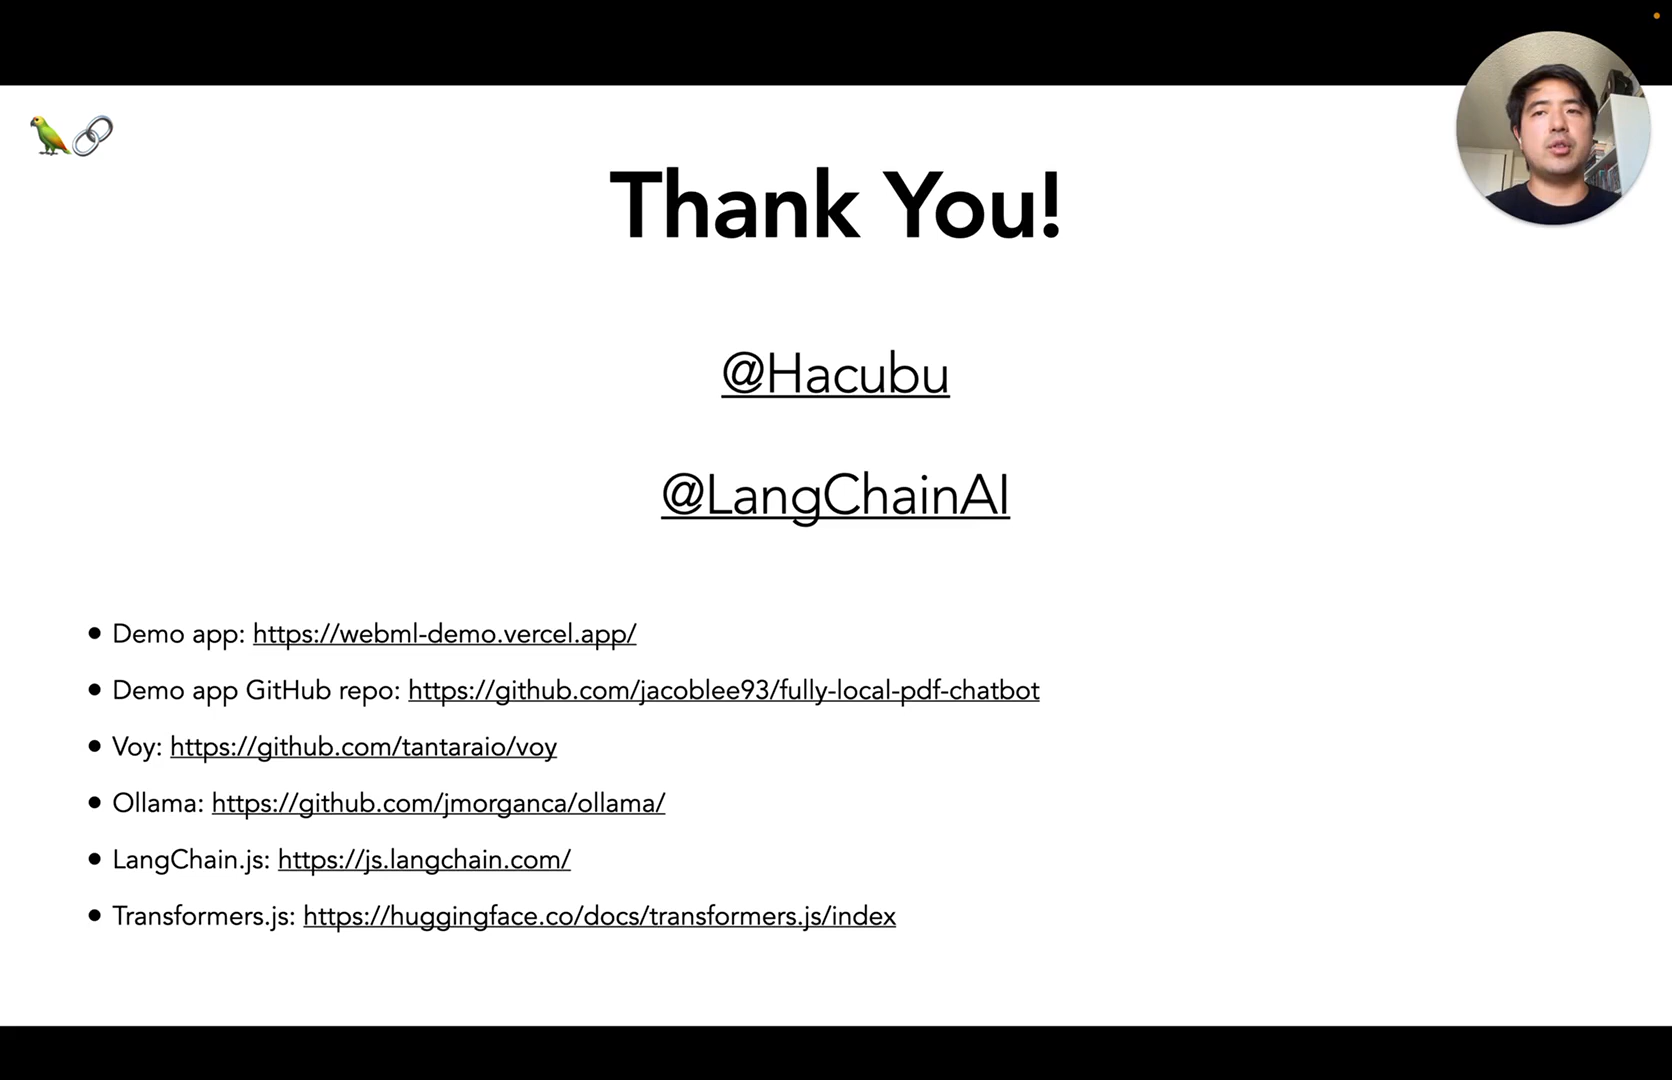 Thank You!
@Hacubu
@LangChainAI
• Demo app: https://webml-demo.vercel.app/
• Demo app GitHub repo: https://github.com/jacoblee93/fully-local-pdf-chatbot
• Voy: https://github.com/tantaraio/voy
• Ollama: https://github.com/jmorganca/ollama/
• LangChain.js: https://js.langchain.com/
• Transformers.js: https://huggingface.co/docs/transformers.js/index